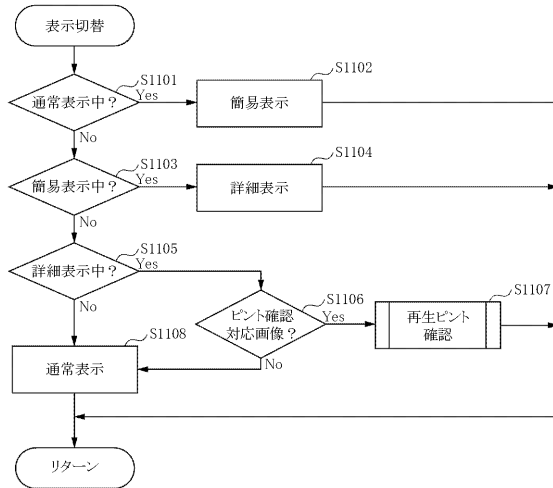 表示切替
S1101
通常表示中?
Yes
No
S1102
簡易表示
S1103
簡易表示中?
Yes
No
S1104
詳細表示
S1105
詳細表示中?
Yes
No
S1106
ピント確認
対応画像?
Yes
No
S1107
再生ピント
確認
S1108
通常表示
リターン